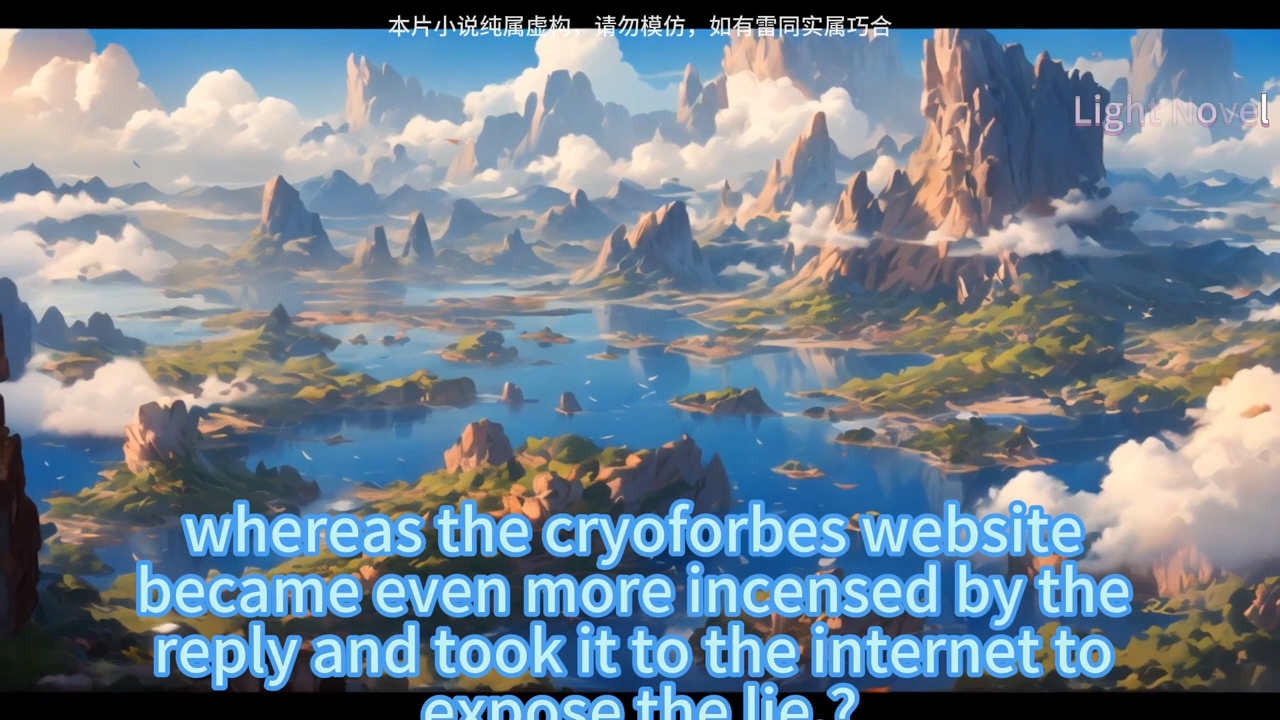 本片小说纯属虚构，请勿模仿，如有雷同实属巧合
Light Novel
whereas the cryoforbes website
became even more incensed by the
reply and took it to the internet to
expose the lie.?